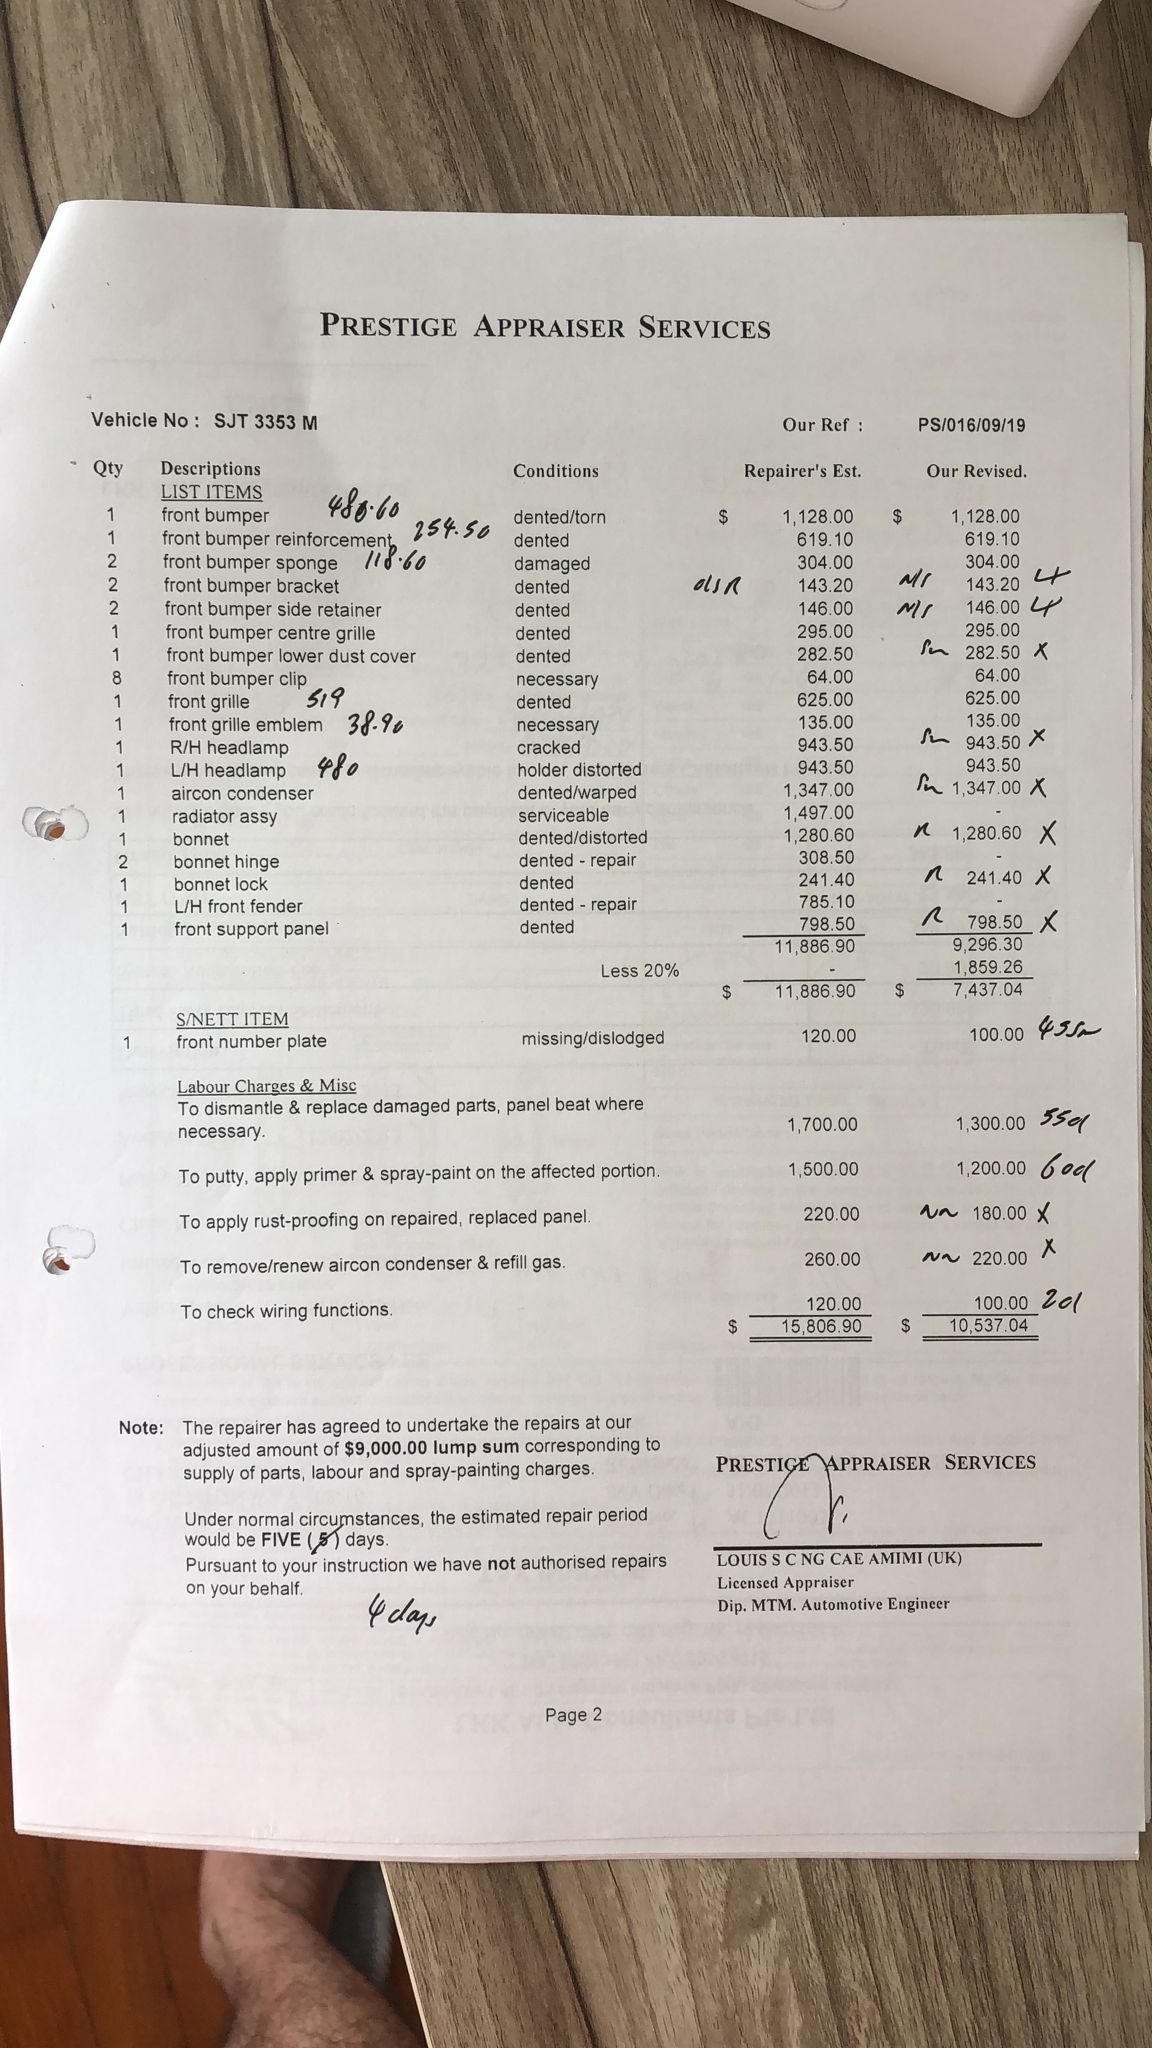 PRESTIGE APPRAISER SERVICES
Vehicle No : SJT 3353 M Our Ref : PS/016/09/19
Qty Descriptions Conditions Repairer's Est. Our Revised.
LIST ITEMS
1 front bumper 480.60 dented/torn $ 1,128.00 $ 1,128.00
1 front bumper reinforcement 254.50 dented 619.10 619.10
2 front bumper sponge 118.60 damaged 304.00 304.00
2 front bumper bracket dented 143.20 143.20
2 front bumper side retainer dented 146.00 146.00
1 front bumper centre grille dented 295.00 295.00
1 front bumper lower dust cover dented 282.50 282.50 X
8 front bumper clip necessary 64.00 64.00
1 front grille 519 dented 625.00 625.00
1 front grille emblem 38.90 necessary 135.00 135.00
1 R/H headlamp cracked 943.50 943.50 X
1 L/H headlamp 480 holder distorted 943.50 943.50
1 aircon condenser dented/warped 1,347.00 1,347.00 X
1 radiator assy serviceable 1,497.00 -
1 bonnet dented/distorted 1,280.60 R 1,280.60 X
2 bonnet hinge dented - repair 308.50 -
1 bonnet lock dented 241.40 R 241.40 X
1 L/H front fender dented - repair 785.10 -
1 front support panel dented 798.50 R 798.50 X
11,886.90 9,296.30
Less 20% - 1,859.26
$ 11,886.90 $ 7,437.04
S/NETT ITEM
1 front number plate missing/dislodged 120.00 100.00
Labour Charges & Misc
To dismantle & replace damaged parts, panel beat where
necessary. 1,700.00 1,300.00
To putty, apply primer & spray-paint on the affected portion. 1,500.00 1,200.00
To apply rust-proofing on repaired, replaced panel. 220.00 180.00 X
To remove/renew aircon condenser & refill gas. 260.00 220.00 X
To check wiring functions. 120.00 100.00
$ 15,806.90 $ 10,537.04
Note: The repairer has agreed to undertake the repairs at our
adjusted amount of $9,000.00 lump sum corresponding to
supply of parts, labour and spray-painting charges.
Under normal circumstances, the estimated repair period
would be FIVE (5) days.
Pursuant to your instruction we have not authorised repairs
on your behalf.
4 days
PRESTIGE APPRAISER SERVICES
LOUIS S C NG CAE AMIMI (UK)
Licensed Appraiser
Dip. MTM. Automotive Engineer
Page 2